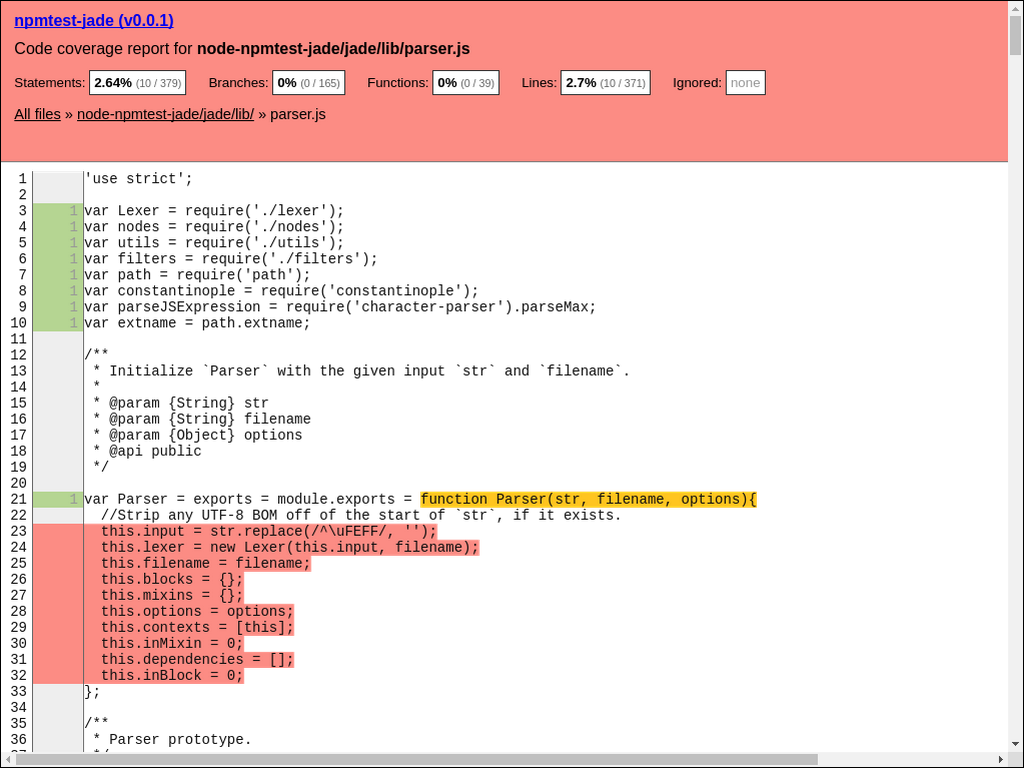 npmtest-jade (v0.0.1)
Code coverage report for node-npmtest-jade/jade/lib/parser.js
Statements: 2.64% (10 / 379) Branches: 0% (0 / 165) Functions: 0% (0 / 39) Lines: 2.7% (10 / 371) Ignored: none
All files » node-npmtest-jade/jade/lib/ » parser.js
1 'use strict';
2
3 1 var Lexer = require('./lexer');
4 1 var nodes = require('./nodes');
5 1 var utils = require('./utils');
6 1 var filters = require('./filters');
7 1 var path = require('path');
8 1 var constantinople = require('constantinople');
9 1 var parseJSExpression = require('character-parser').parseMax;
10 1 var extname = path.extname;
11
12 /**
13  * Initialize `Parser` with the given input `str` and `filename`.
14  *
15  * @param {String} str
16  * @param {String} filename
17  * @param {Object} options
18  * @api public
19  */
20
21 1 var Parser = exports = module.exports = function Parser(str, filename, options){
22   //Strip any UTF-8 BOM off of the start of `str`, if it exists.
23   this.input = str.replace(/^\uFEFF/, '');
24   this.lexer = new Lexer(this.input, filename);
25   this.filename = filename;
26   this.blocks = {};
27   this.mixins = {};
28   this.options = options;
29   this.contexts = [this];
30   this.inMixin = 0;
31   this.dependencies = [];
32   this.inBlock = 0;
33 };
34
35 /**
36  * Parser prototype.